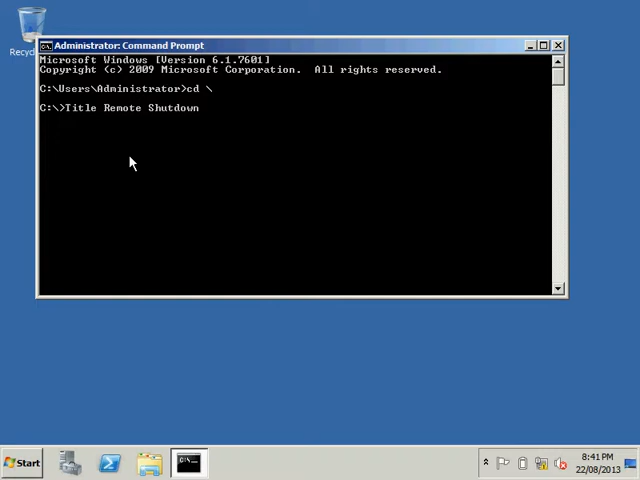 Recyc
Administrator: Command Prompt
Microsoft Windows [Version 6.1.7601]
Copyright (c) 2009 Microsoft Corporation.  All rights reserved.
C:\Users\Administrator>cd \
C:\>Title Remote Shutdown
Start
8:41 PM
22/08/2013